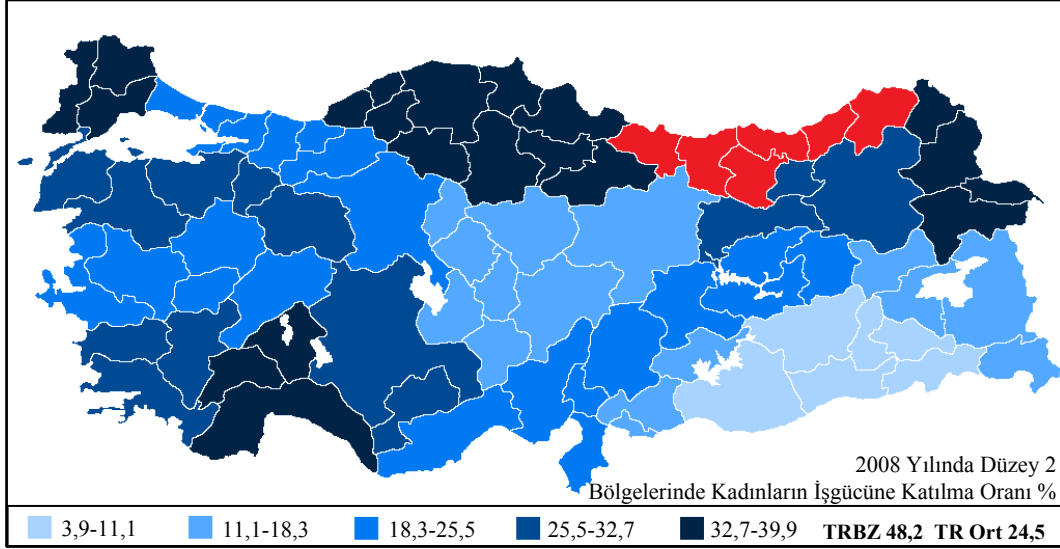 2008 Yılında Düzey 2
Bölgelerinde Kadınların İşgücüne Katılma Oranı %
3,9-11,1 11,1-18,3 18,3-25,5 25,5-32,7 32,7-39,9 TRBZ 48,2 TR Ort 24,5